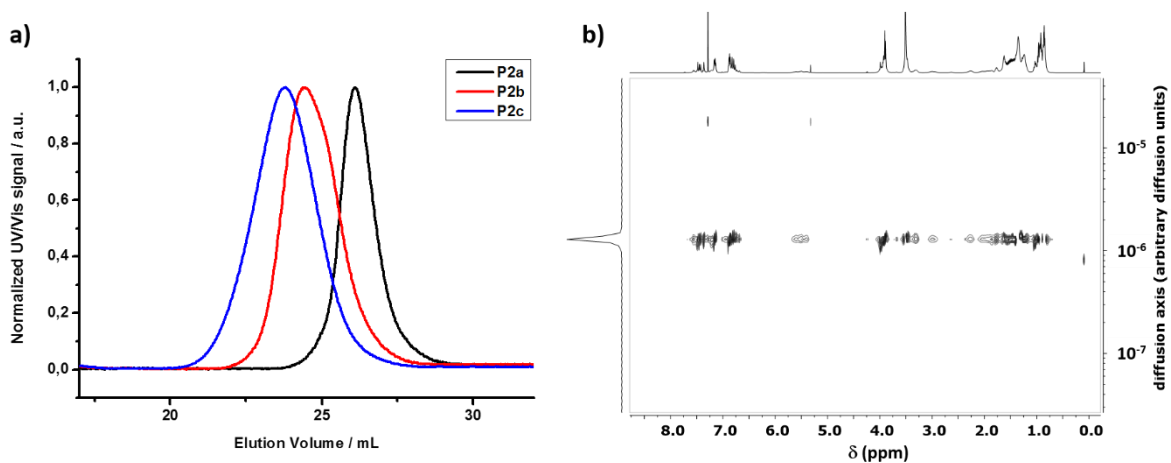 a)
Normalized UV/Vis signal / a.u.
1,0
0,8
0,6
0,4
0,2
0,0
20
25
30
Elution Volume / mL
P2a
P2b
P2c
b)
10⁻⁵
10⁻⁶
10⁻⁷
diffusion axis (arbitrary diffusion units)
8.0 7.0 6.0 5.0 4.0 3.0 2.0 1.0 0.0
δ (ppm)